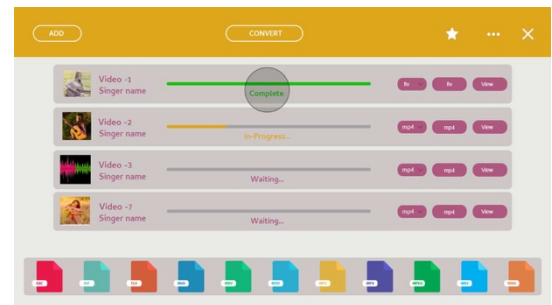 ADD
CONVERT
Video -1
Singer name
Complete
flv
flv
View
Video -2
Singer name
In-Progress...
mp4
mp4
View
Video -3
Singer name
Waiting...
mp4
mp4
View
Video -7
Singer name
Waiting...
mp4
mp4
View
MPEG